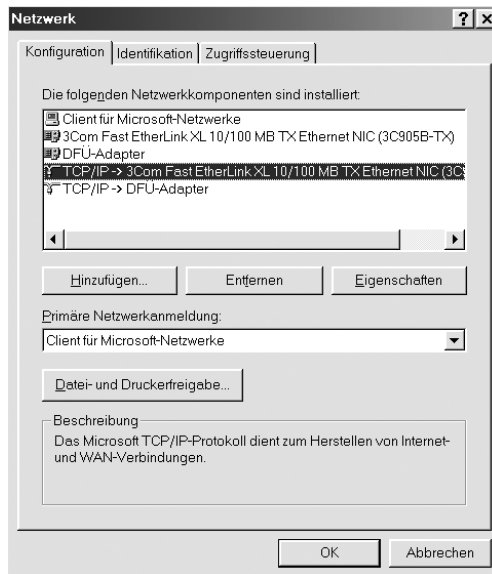 Netzwerk
Konfiguration Identifikation Zugriffssteuerung
Die folgenden Netzwerkkomponenten sind installiert:
Client für Microsoft-Netzwerke
3Com Fast EtherLink XL 10/100 MB TX Ethernet NIC (3C905B-TX)
DFÜ-Adapter
TCP/IP -> 3Com Fast EtherLink XL 10/100 MB TX Ethernet NIC (3C
TCP/IP -> DFÜ-Adapter
Hinzufügen... Entfernen Eigenschaften
Primäre Netzwerkanmeldung:
Client für Microsoft-Netzwerke
Datei- und Druckerfreigabe...
Beschreibung
Das Microsoft TCP/IP-Protokoll dient zum Herstellen von Internet-
und WAN-Verbindungen.
OK Abbrechen